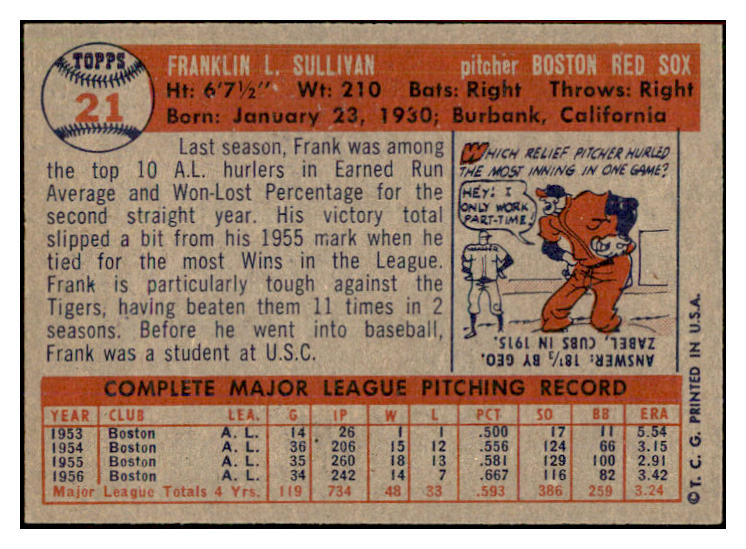 TOPPS
21
FRANKLIN L. SULLIVAN pitcher BOSTON RED SOX
Ht: 6'7½" Wt: 210 Bats: Right Throws: Right
Born: January 23, 1930; Burbank, California
Last season, Frank was among
the top 10 A.L. hurlers in Earned Run
Average and Won-Lost Percentage for the
second straight year. His victory total
slipped a bit from his 1955 mark when he
tied for the most Wins in the League.
Frank is particularly tough against the
Tigers, having beaten them 11 times in 2
seasons. Before he went into baseball,
Frank was a student at U.S.C.
WHICH RELIEF PITCHER HURLED
THE MOST INNING IN ONE GAME?
HEY! I
ONLY WORK
PART-TIME!
ANSWER: 18⅓ BY GEO.
ZABEL, CUBS IN 1915.
COMPLETE MAJOR LEAGUE PITCHING RECORD
YEAR CLUB LEA. G IP W L PCT SO BB ERA
1953 Boston A. L. 14 26 1 1 .500 17 11 5.54
1954 Boston A. L. 36 206 15 12 .556 124 66 3.15
1955 Boston A. L. 35 260 18 13 .581 129 100 2.91
1956 Boston A. L. 34 242 14 7 .667 116 82 3.42
Major League Totals 4 Yrs. 119 734 48 33 .593 386 259 3.24
©T. C. G. PRINTED IN U.S.A.